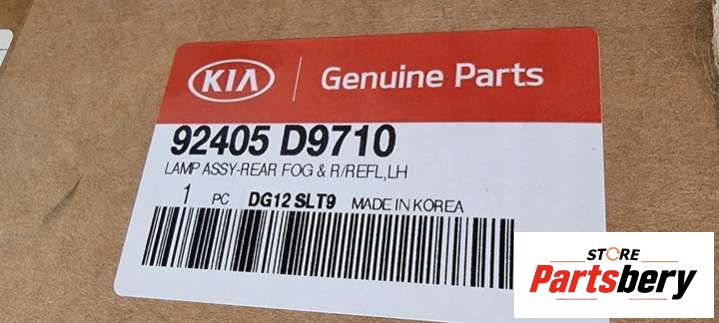 KIA Genuine Parts
92405 D9710
LAMP ASSY-REAR FOG & R/REFL,LH
1 PC DG12 SLT9 MADE IN KOREA
STORE
Partsbery